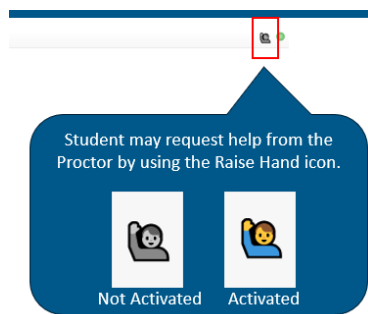 Student may request help from the
Proctor by using the Raise Hand icon.
Not Activated Activated